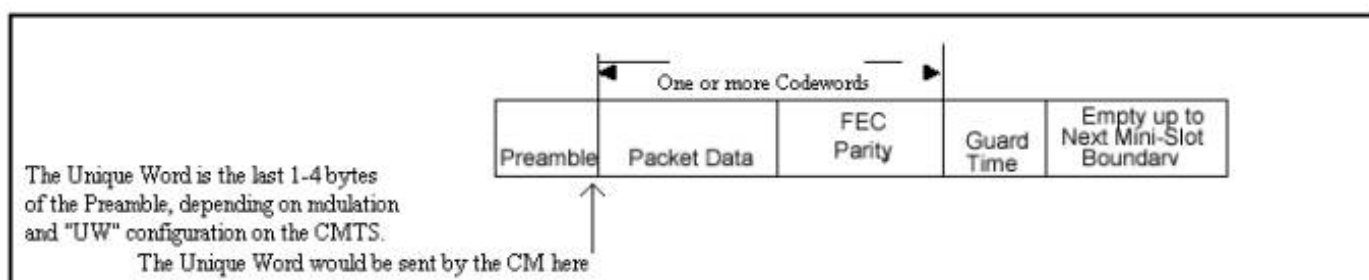 One or more Codewords
Preamble
Packet Data
FEC
Parity
Guard
Time
Empty up to
Next Mini-Slot
Boundary
The Unique Word is the last 1-4 bytes
of the Preamble, depending on mdulation
and "UW" configuration on the CMTS.
The Unique Word would be sent by the CM here